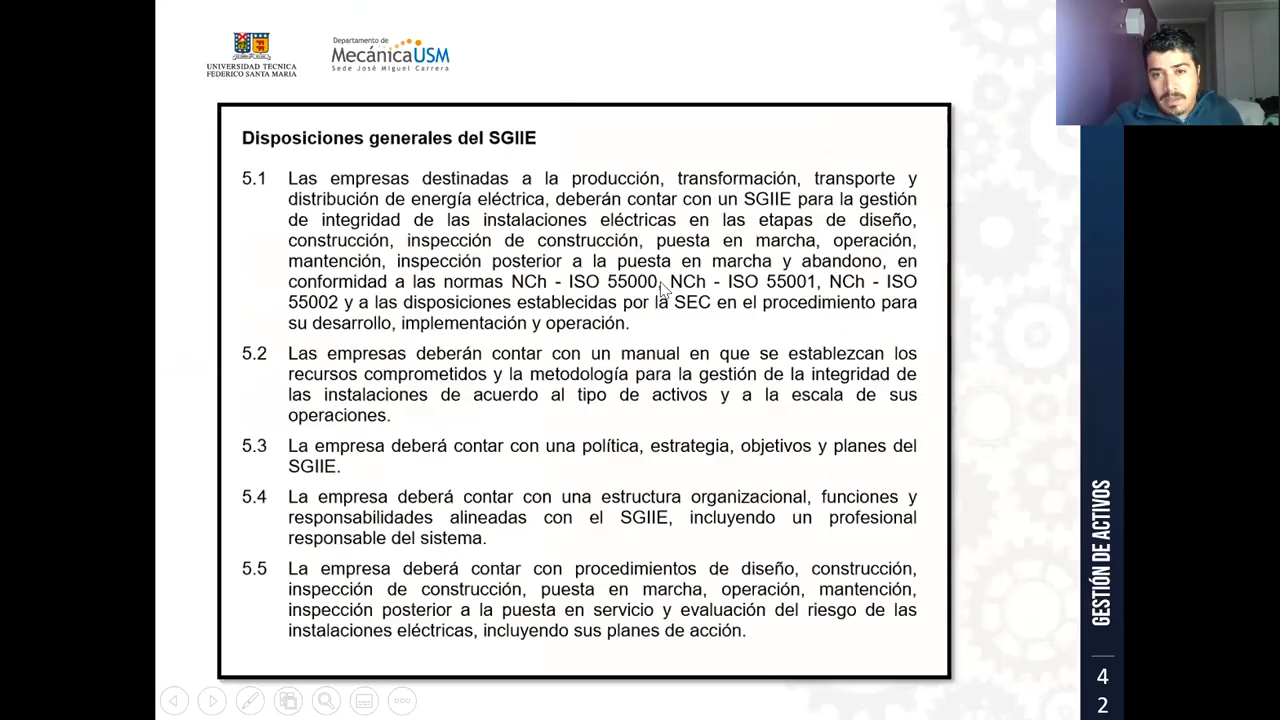 UNIVERSIDAD TECNICA
FEDERICO SANTA MARIA
Departamento de
MecánicaUSM
Sede José Miguel Carrera
Disposiciones generales del SGIIE
5.1 Las empresas destinadas a la producción, transformación, transporte y
distribución de energía eléctrica, deberán contar con un SGIIE para la gestión
de integridad de las instalaciones eléctricas en las etapas de diseño,
construcción, inspección de construcción, puesta en marcha, operación,
mantención, inspección posterior a la puesta en marcha y abandono, en
conformidad a las normas NCh - ISO 55000, NCh - ISO 55001, NCh - ISO
55002 y a las disposiciones establecidas por la SEC en el procedimiento para
su desarrollo, implementación y operación.
5.2 Las empresas deberán contar con un manual en que se establezcan los
recursos comprometidos y la metodología para la gestión de la integridad de
las instalaciones de acuerdo al tipo de activos y a la escala de sus
operaciones.
5.3 La empresa deberá contar con una política, estrategia, objetivos y planes del
SGIIE.
5.4 La empresa deberá contar con una estructura organizacional, funciones y
responsabilidades alineadas con el SGIIE, incluyendo un profesional
responsable del sistema.
5.5 La empresa deberá contar con procedimientos de diseño, construcción,
inspección de construcción, puesta en marcha, operación, mantención,
inspección posterior a la puesta en servicio y evaluación del riesgo de las
instalaciones eléctricas, incluyendo sus planes de acción.
GESTIÓN DE ACTIVOS
4
2